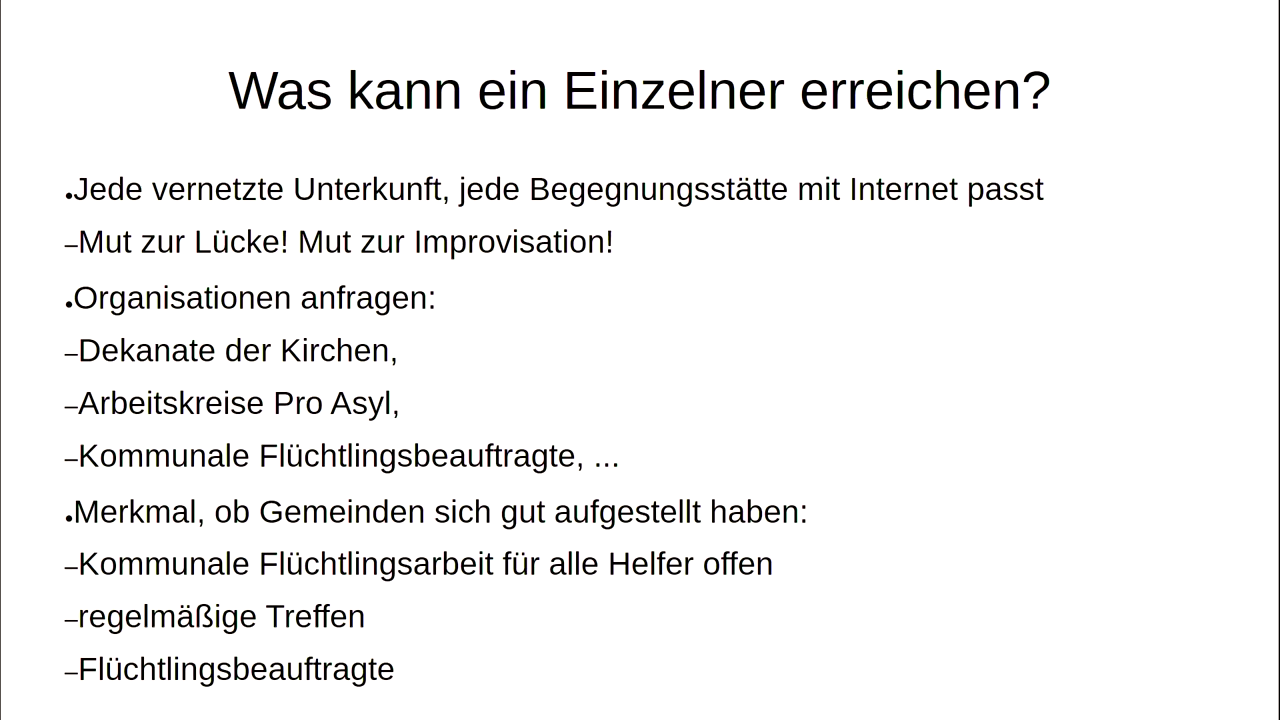 Was kann ein Einzelner erreichen?
•Jede vernetzte Unterkunft, jede Begegnungsstätte mit Internet passt
–Mut zur Lücke! Mut zur Improvisation!
•Organisationen anfragen:
–Dekanate der Kirchen,
–Arbeitskreise Pro Asyl,
–Kommunale Flüchtlingsbeauftragte, ...
•Merkmal, ob Gemeinden sich gut aufgestellt haben:
–Kommunale Flüchtlingsarbeit für alle Helfer offen
–regelmäßige Treffen
–Flüchtlingsbeauftragte